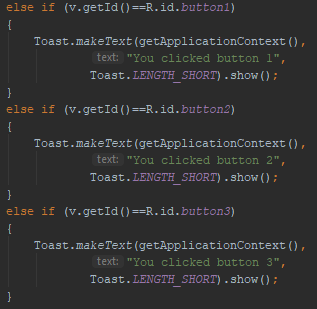 else if (v.getId()==R.id.button1)
{
Toast.makeText(getApplicationContext(),
text: "You clicked button 1",
Toast.LENGTH_SHORT).show();
}
else if (v.getId()==R.id.button2)
{
Toast.makeText(getApplicationContext(),
text: "You clicked button 2",
Toast.LENGTH_SHORT).show();
}
else if (v.getId()==R.id.button3)
{
Toast.makeText(getApplicationContext(),
text: "You clicked button 3",
Toast.LENGTH_SHORT).show();
}